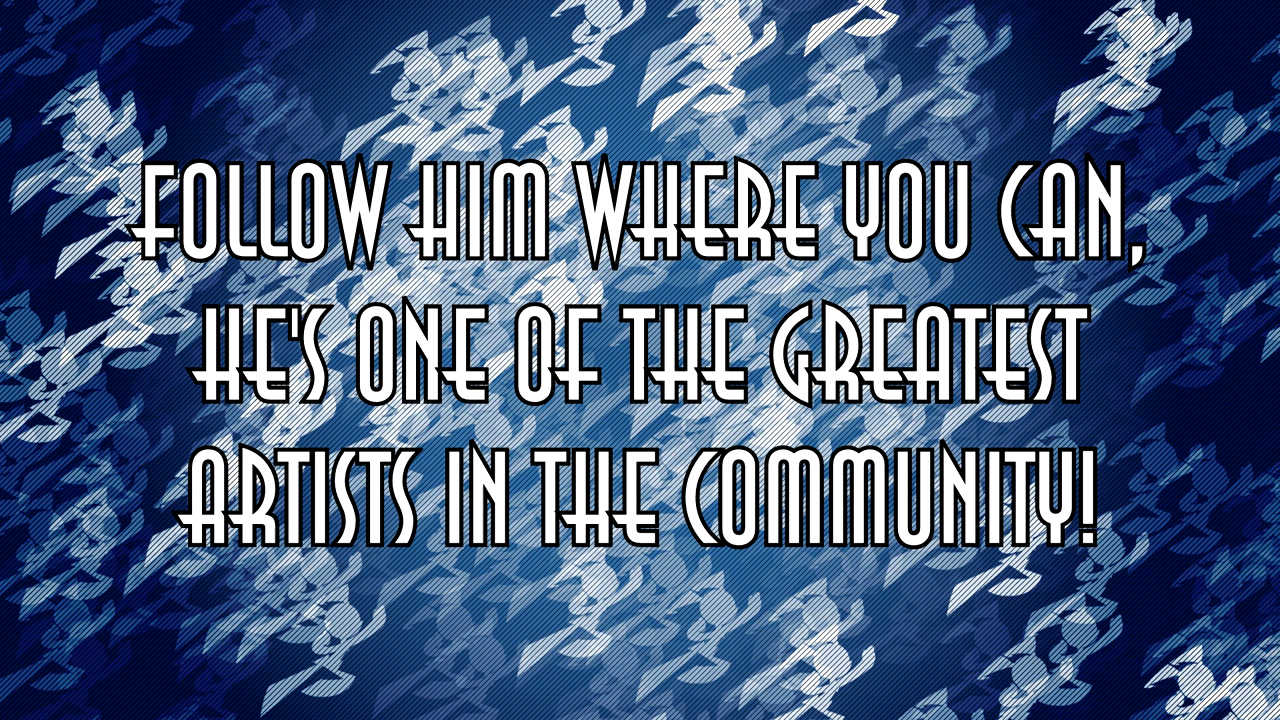 FOLLOW HIM WHERE YOU CAN,
HE'S ONE OF THE GREATEST
ARTISTS IN THE COMMUNITY!